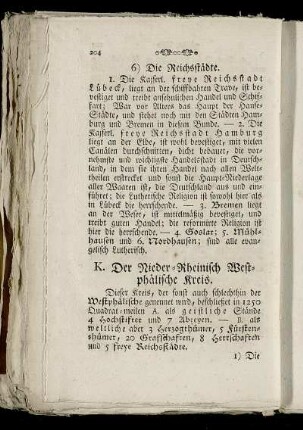 204
6) Die Reichsstädte.
1. Die Kaiserl. freye Reichsstadt
Lübeck, liegt an der schiffbahren Trave, ist be-
vestiget und treibt ansehnlichen Handel und Schif-
fart; War vor Alters das Haupt der Hansee-
Städte, und stehet noch mit den Städten Ham-
burg und Bremen in diesem Bunde. — 2. Die
Kaiserl. freye Reichsstadt Hamburg
liegt an der Elbe, ist wohl bevestiget, mit vielen
Canälen durchschnitten, dicht bebauet, die vor-
nehmste und wichtigste Handelsstadt in Deutsch-
land, in dem sie ihren Handel nach allen Welt-
theilen erstrecket und sonst die Haupt-Niederlage
aller Waaren ist, die Deutschland aus und ein-
führet; die Lutherische Religion ist sowohl hier als
in Lübeck die herrschende. — 3. Bremen liegt
an der Weser, ist mittelmäßig bevestiget, und
treibt guten Handel; die reformirte Religion ist
hier die herrschende. — 4. Goslar; 5. Mühl-
hausen und 6. Nordhausen; sind alle evange-
lisch Lutherisch.
K. Der Nieder-Rheinisch West-
phälische Kreis.
Dieser Kreis, der sonst auch schlechthin der
Westphälische genennet wird, beschliesset in 1250
Quadrat-meilen A als geistliche Stände
4 Hochstifter und 7 Abteyen. — B. als
weltliche aber 3 Herzogthümer, 5 Fürsten-
thümer, 20 Grafschaften, 8 Herrschaften
und 5 freye Reichsstädte.
1) Die